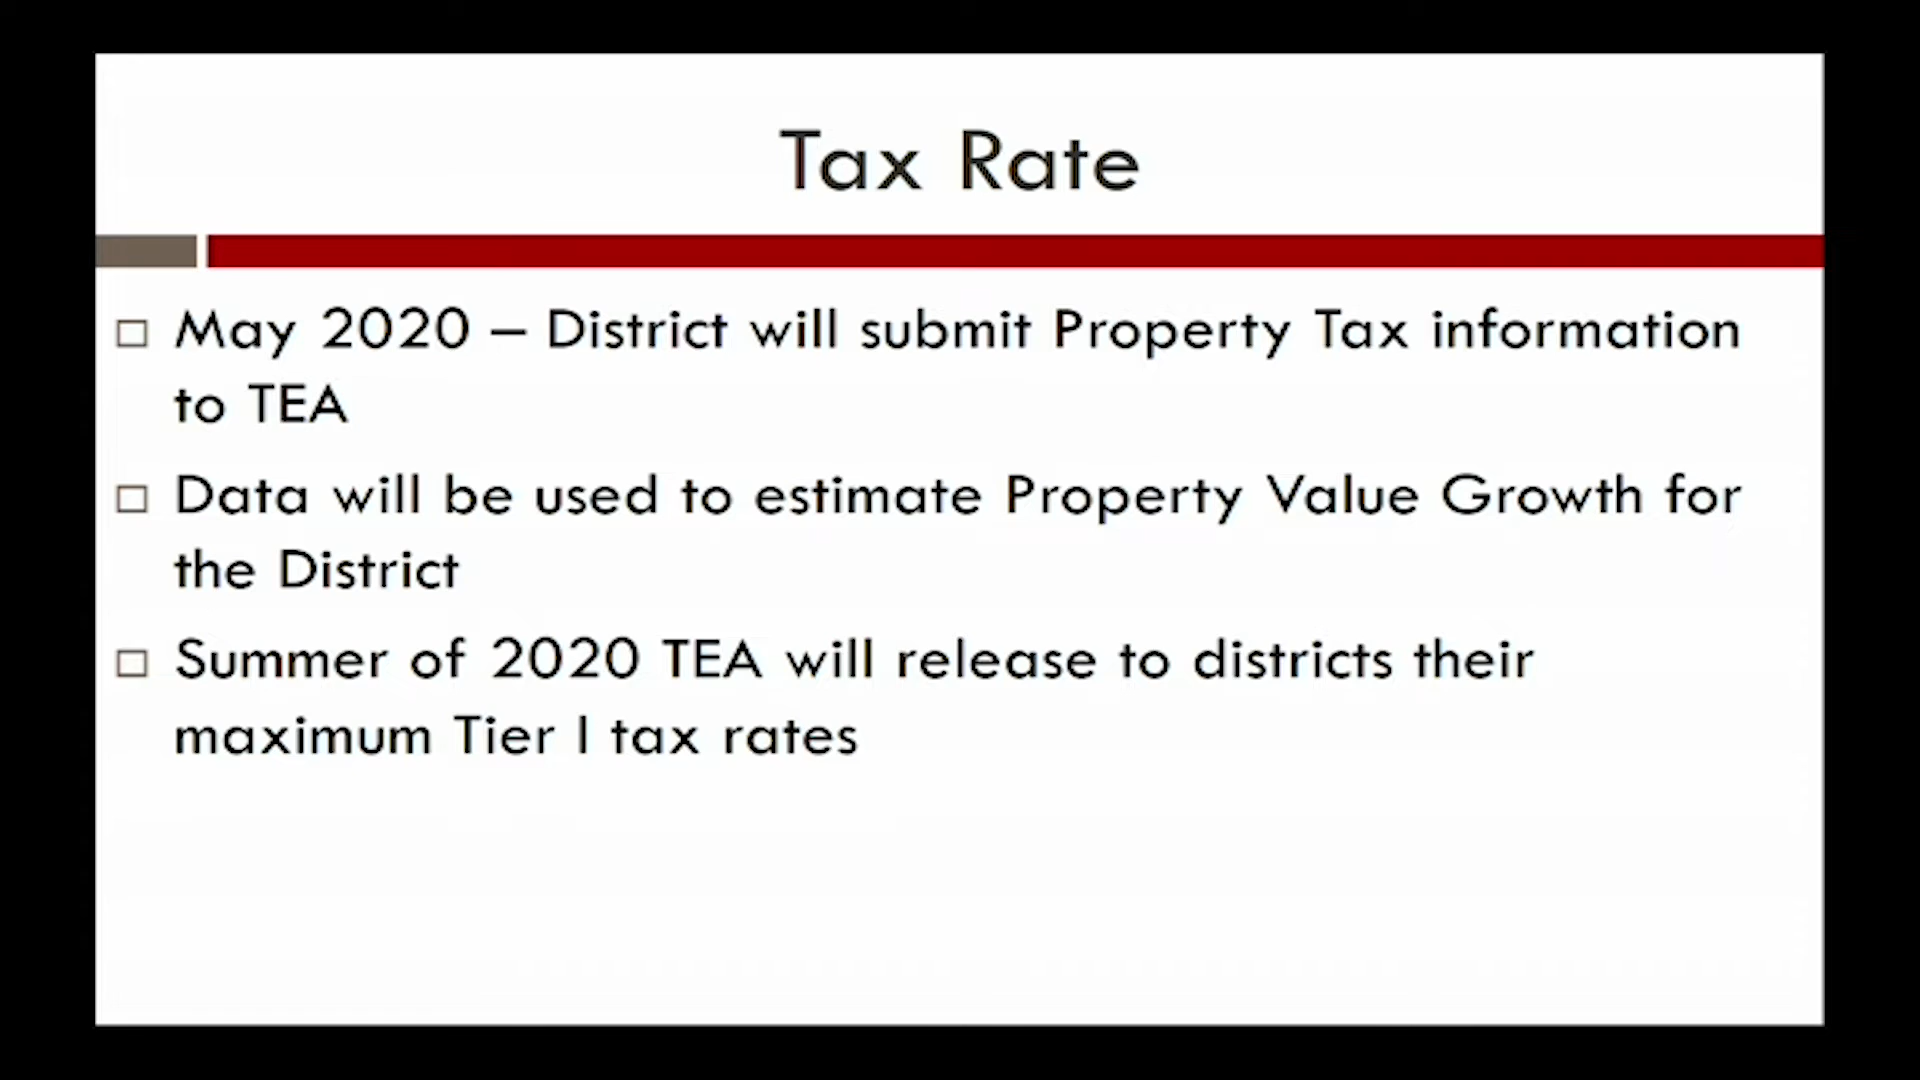 Tax Rate
May 2020 – District will submit Property Tax information
to TEA
Data will be used to estimate Property Value Growth for
the District
Summer of 2020 TEA will release to districts their
maximum Tier I tax rates